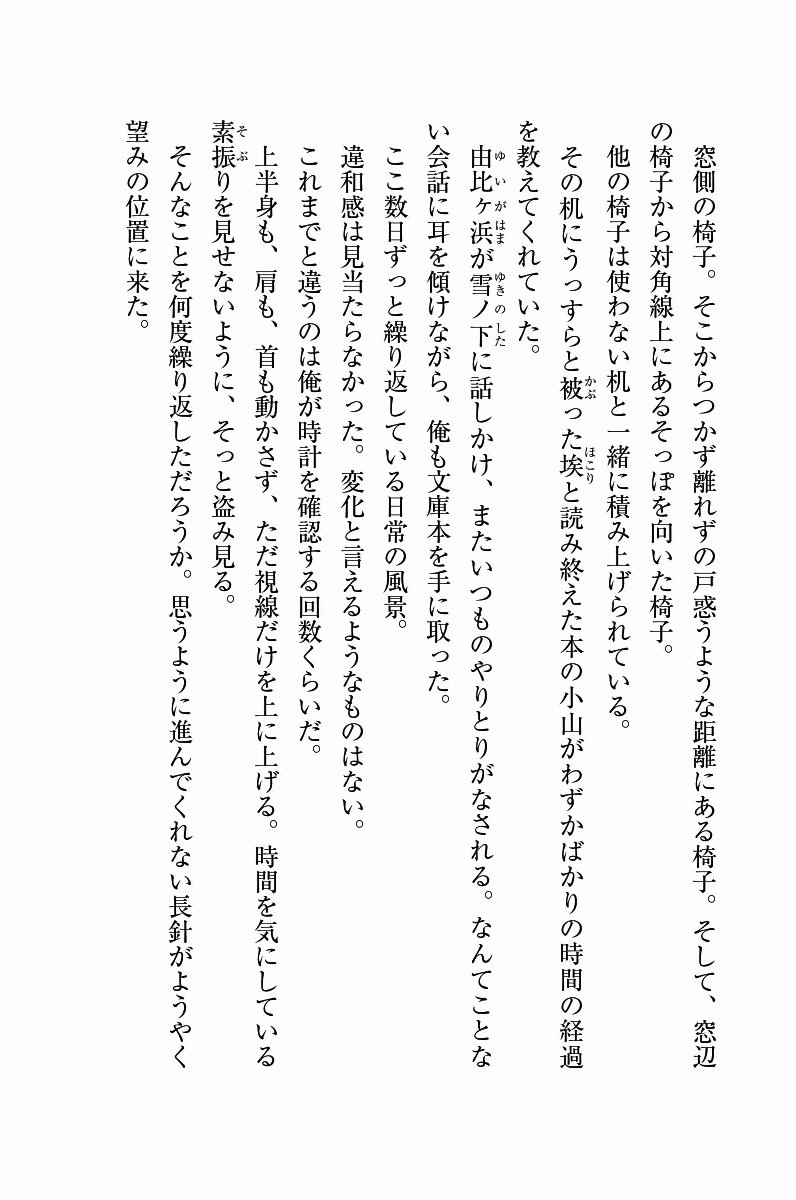 窓側の椅子。そこからつかず離れずの戸惑うような距離にある椅子。そして、窓辺
の椅子から対角線上にあるそっぽを向いた椅子。
　他の椅子は使わない机と一緒に積み上げられている。
　その机にうっすらと被った埃と読み終えた本の小山がわずかばかりの時間の経過
を教えてくれていた。
　由比ヶ浜が雪ノ下に話しかけ、またいつものやりとりがなされる。なんてことな
い会話に耳を傾けながら、俺も文庫本を手に取った。
　ここ数日ずっと繰り返している日常の風景。
　違和感は見当たらなかった。変化と言えるようなものはない。
　これまでと違うのは俺が時計を確認する回数くらいだ。
　上半身も、肩も、首も動かさず、ただ視線だけを上に上げる。時間を気にしている
素振りを見せないように、そっと盗み見る。
　そんなことを何度繰り返しただろうか。思うように進んでくれない長針がようやく
望みの位置に来た。